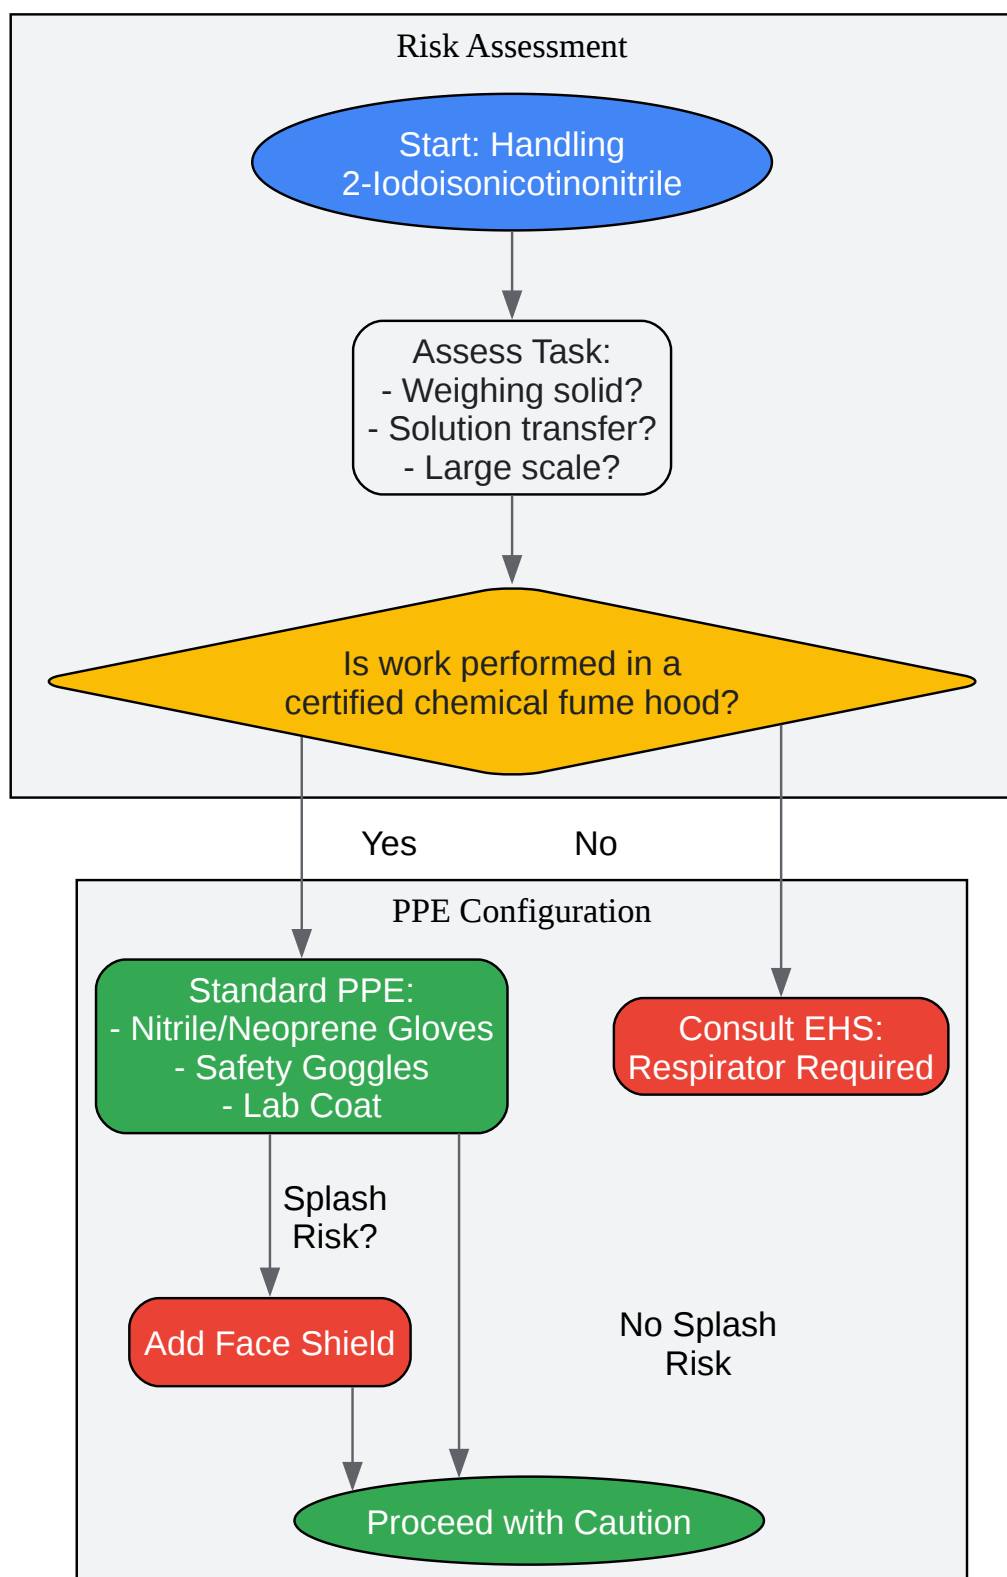 Risk Assessment
Start: Handling
2-Iodoisonicotinonitrile
Assess Task:
- Weighing solid?
- Solution transfer?
- Large scale?
Is work performed in a
certified chemical fume hood?
Yes
No
PPE Configuration
Standard PPE:
- Nitrile/Neoprene Gloves
- Safety Goggles
- Lab Coat
Consult EHS:
Respirator Required
Splash
Risk?
Add Face Shield
No Splash
Risk
Proceed with Caution